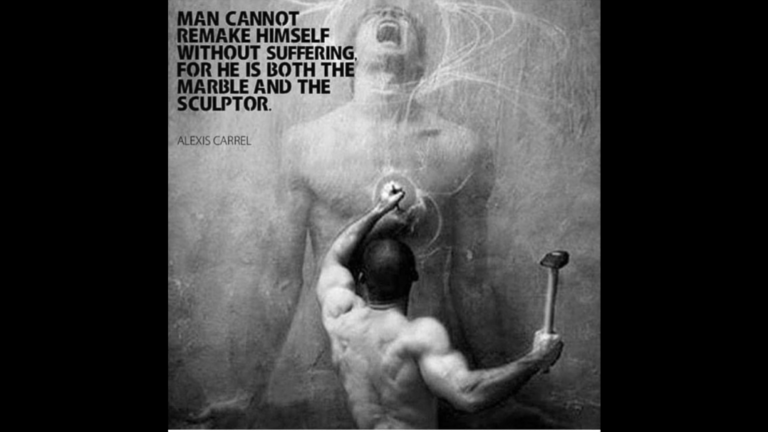 MAN CANNOT
REMAKE HIMSELF
WITHOUT SUFFERING,
FOR HE IS BOTH THE
MARBLE AND THE
SCULPTOR.
ALEXIS CARREL